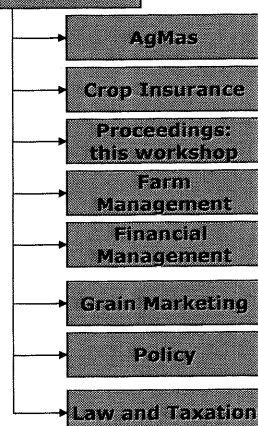 AgMas
Crop Insurance
Proceedings:
this workshop
Farm
Management
Financial
Management
Grain Marketing
Policy
Law and Taxation